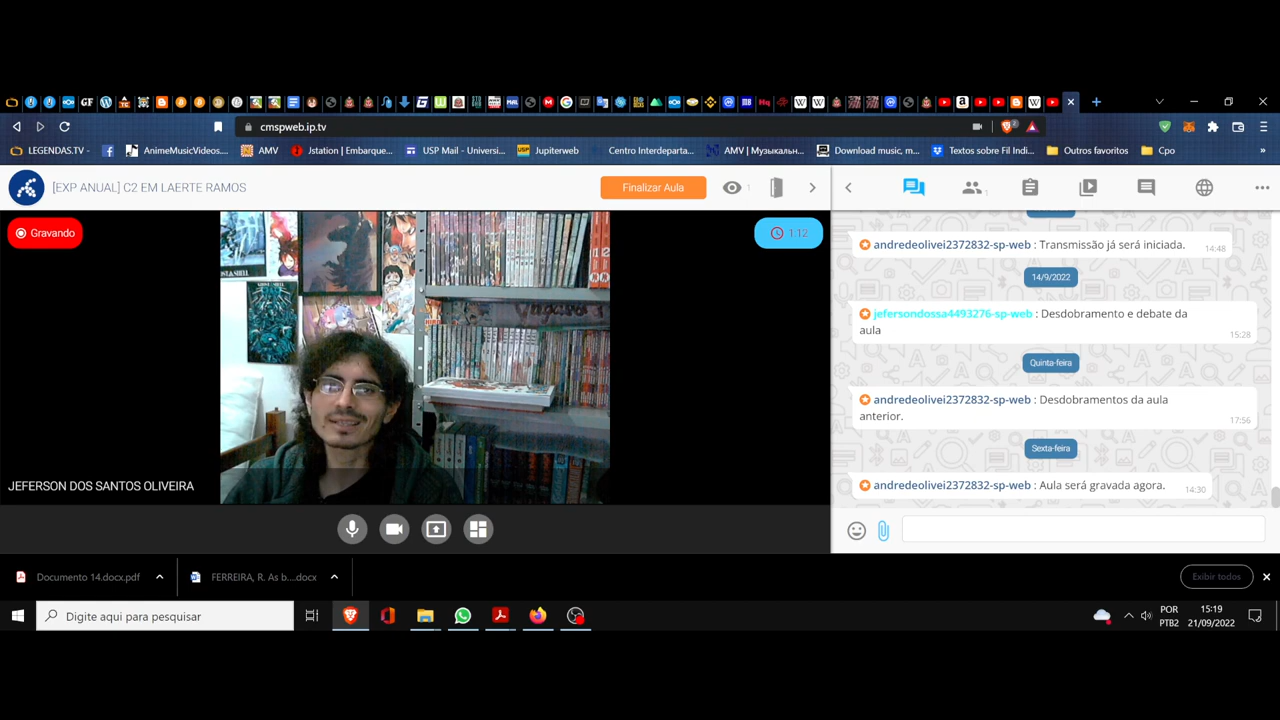 cmspweb.ip.tv
LEGENDAS.TV -
AnimeMusicVideos....
AMV
Jstation | Embarque...
USP Mail - Universi...
Jupiterweb
Centro Interdeparta...
AMV | Музыкальн...
Download music, m...
Textos sobre Fil Indi...
Outros favoritos
Cpo
[EXP ANUAL] C2 EM LAERTE RAMOS
Finalizar Aula
1
1
Gravando
1:12
JEFERSON DOS SANTOS OLIVEIRA
andredeolivei2372832-sp-web : Transmissão já será iniciada.
14:48
14/9/2022
jefersondossa4493276-sp-web : Desdobramento e debate da
aula
15:28
Quinta-feira
andredeolivei2372832-sp-web : Desdobramentos da aula
anterior.
17:56
Sexta-feira
andredeolivei2372832-sp-web : Aula será gravada agora.
14:30
Documento 14.docx.pdf
FERREIRA, R. As b....docx
Exibir todos
Digite aqui para pesquisar
POR
PTB2
15:19
21/09/2022